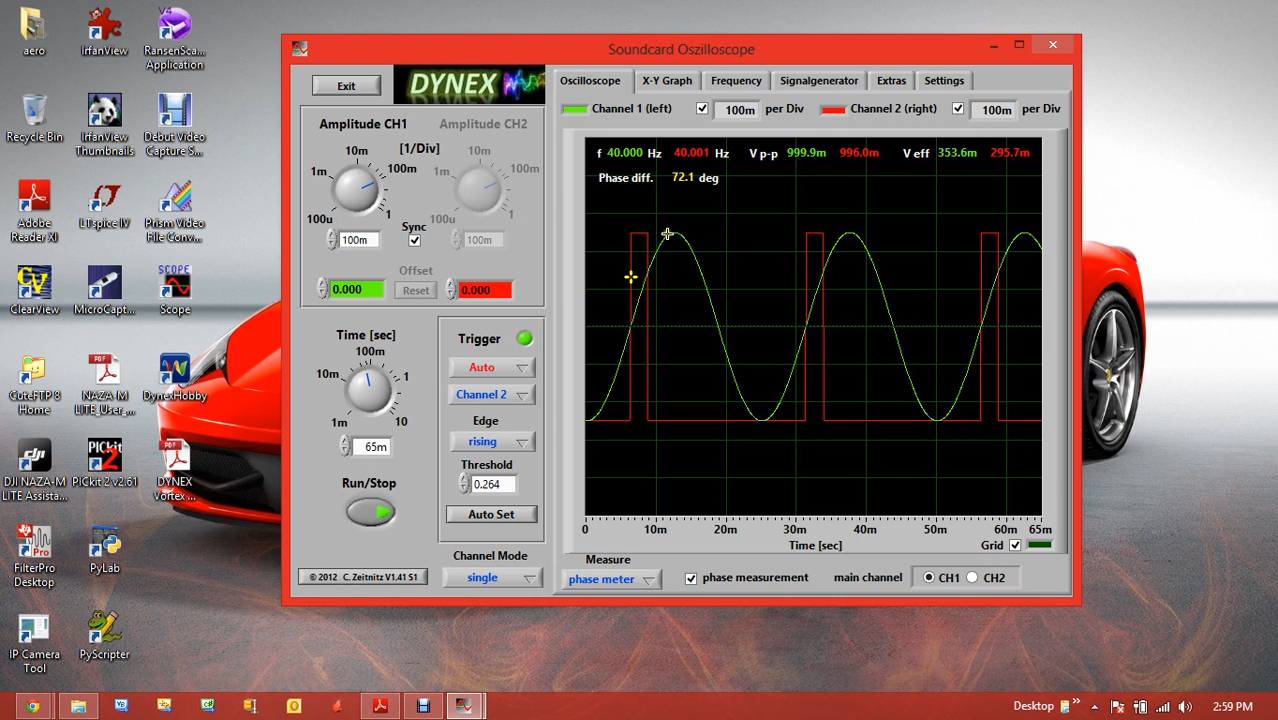 aero
IrfanView
RansenSca...
Application
Recycle Bin
IrfanView
Thumbnails
Debut Video
Capture S...
Adobe
Reader XI
LTspice IV
Prism Video
File Conv...
ClearView
MicroCapt...
Scope
CuteFTP 8
Home
NAZA-M
LITE_User_...
DynexHobby
DJI NAZA-M
LITE Assista...
PICkit 2 v2.61
DYNEX
Vortex ...
FilterPro
Desktop
PyLab
IP Camera
Tool
PyScripter
Soundcard Oszilloscope
Exit
DYNEX
Oscilloscope
X-Y Graph
Frequency
Signalgenerator
Extras
Settings
Channel 1 (left)
100m
per Div
Channel 2 (right)
100m
per Div
Amplitude CH1
Amplitude CH2
[1/Div]
10m
1m
100m
100u
1
10m
1m
100m
100u
1
Sync
100m
100m
Offset
0.000
Reset
0.000
f 40.000 Hz 40.001 Hz V p-p 999.9m 996.0m V eff 353.6m 295.7m
Phase diff. 72.1 deg
Time [sec]
100m
10m
1
1m
10
65m
Run/Stop
Trigger
Auto
Channel 2
Edge
rising
Threshold
0.264
Auto Set
Channel Mode
single
© 2012 C. Zeitnitz V1.41 S1
0 10m 20m 30m 40m 50m 60m 65m
Time [sec]
Grid
Measure
phase meter
phase measurement
main channel
CH1
CH2
Desktop
2:59 PM